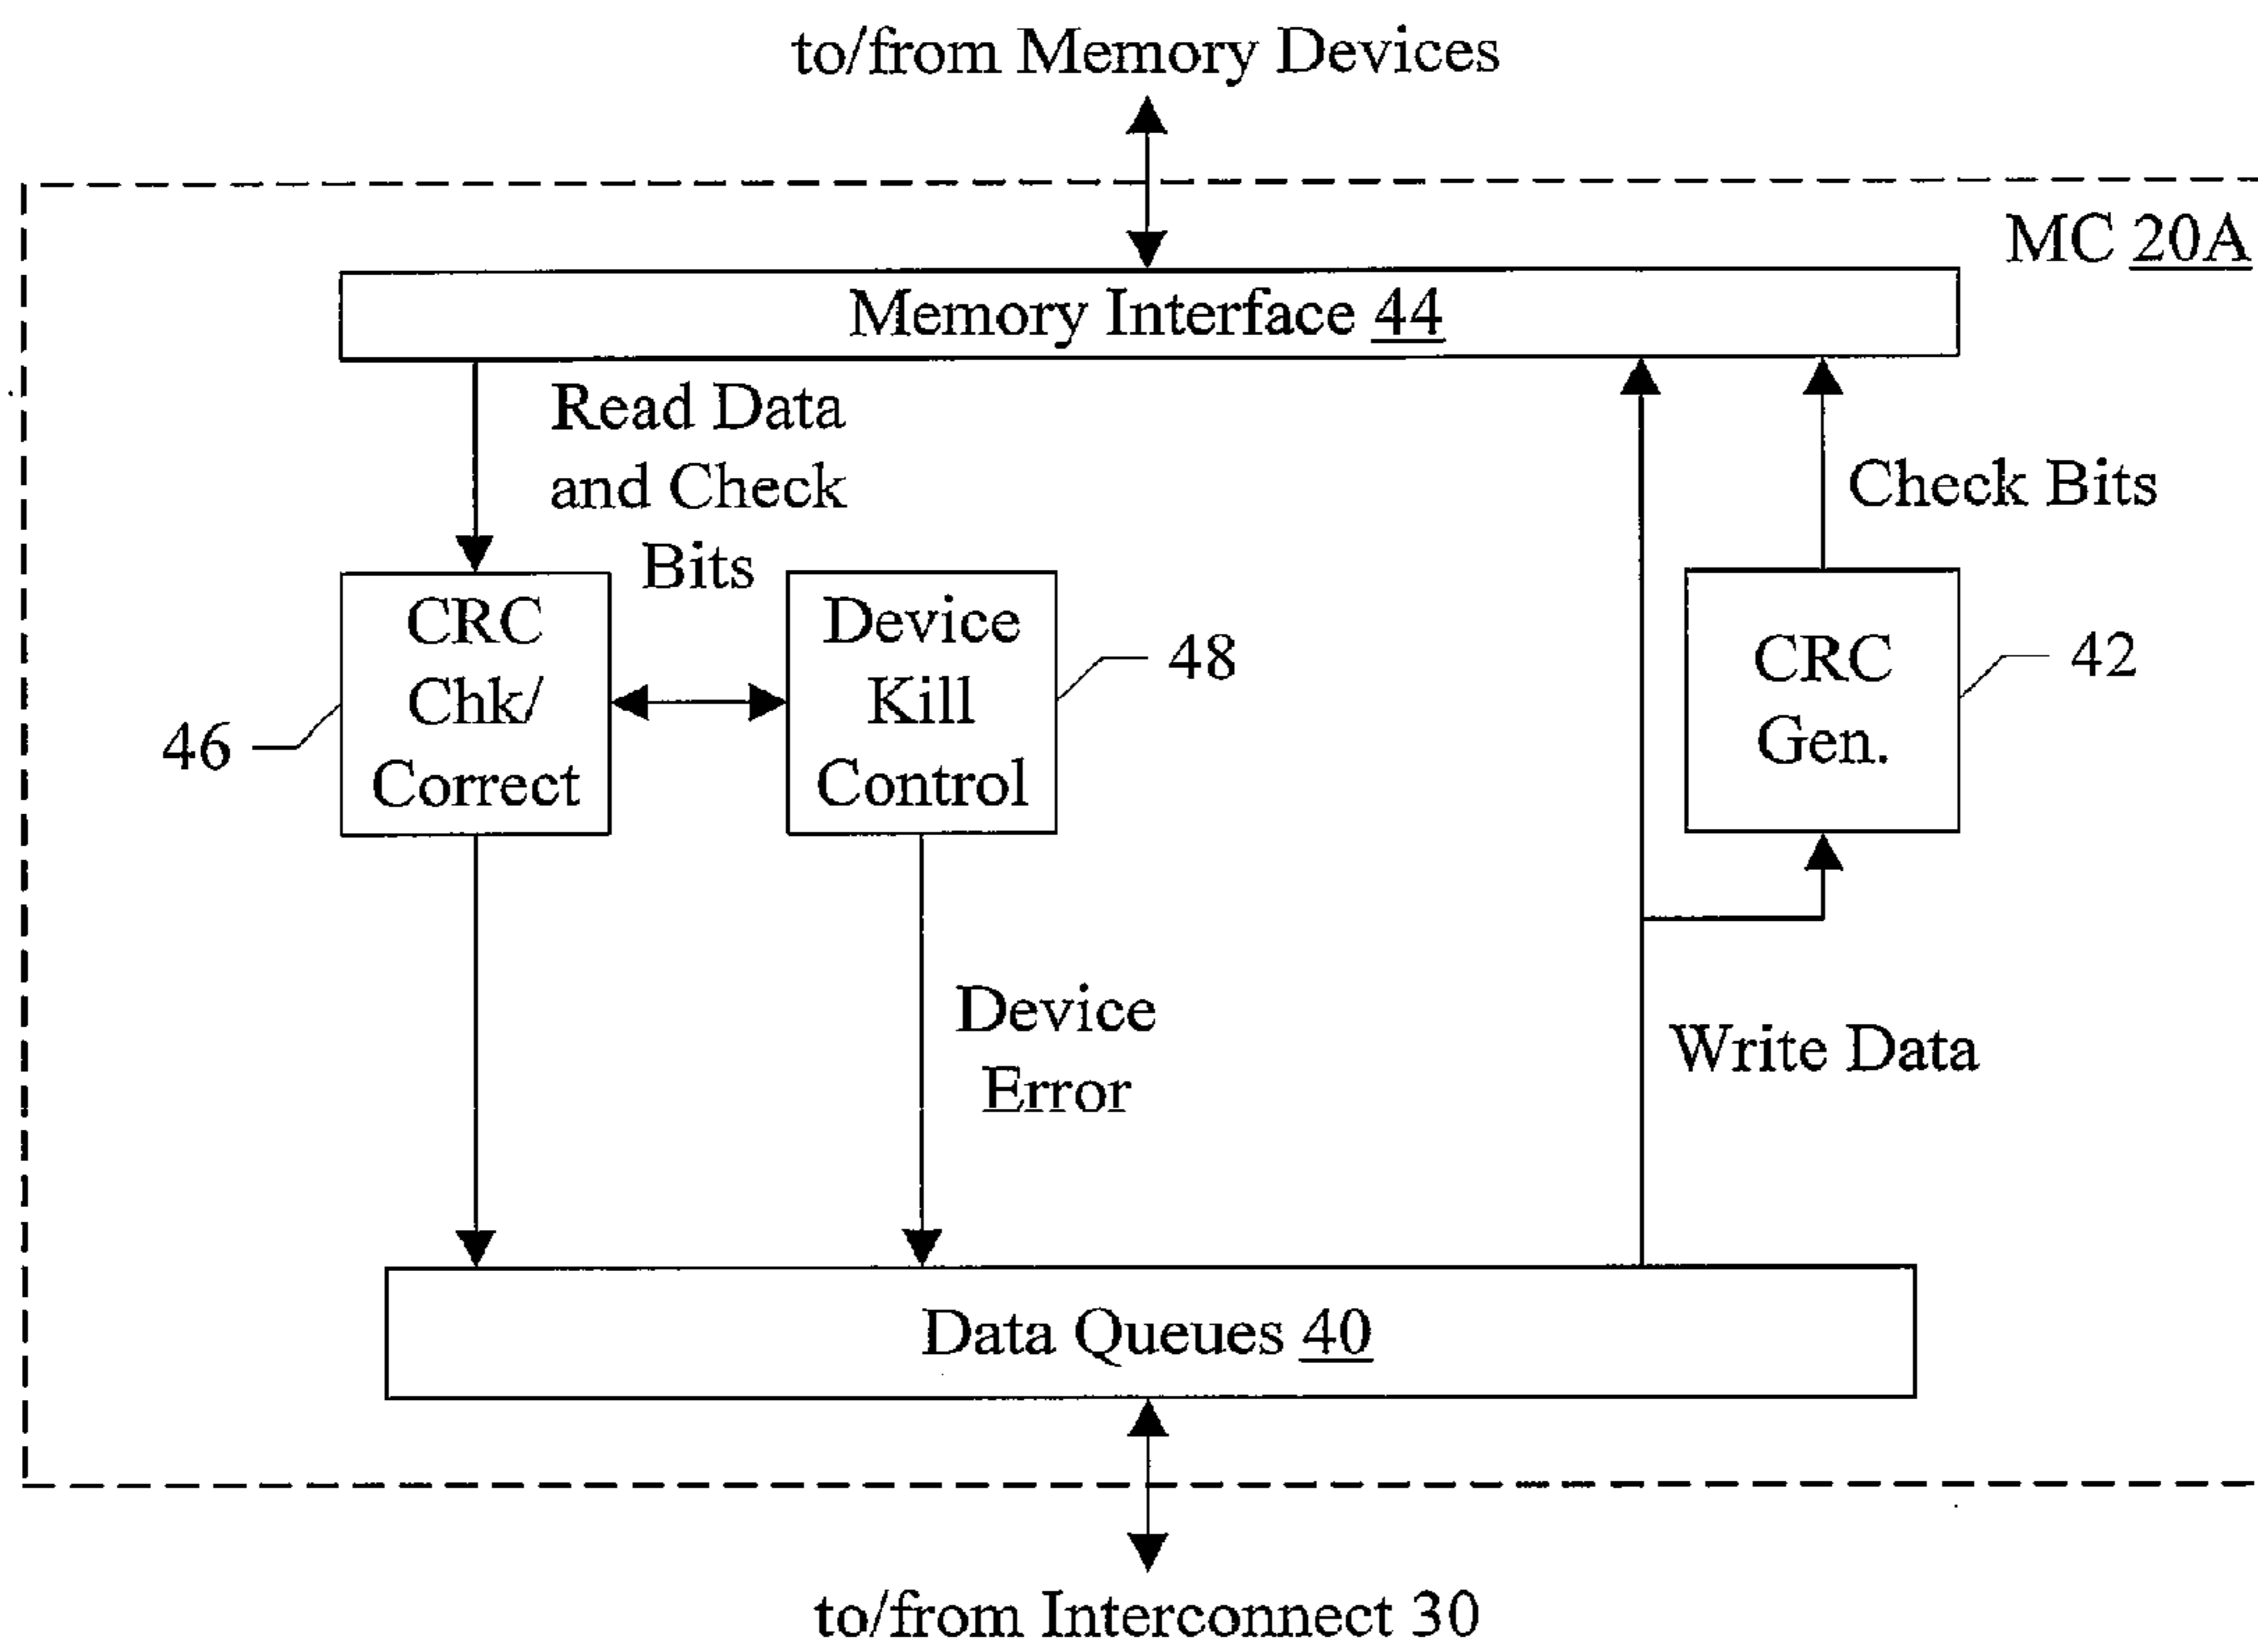 to/from Memory Devices
MC 20A
Memory Interface 44
Read Data
and Check
Bits
Check Bits
CRC
Chk/
Correct
46
Device
Kill
Control
48
CRC
Gen.
42
Device
Error
Write Data
Data Queues 40
to/from Interconnect 30